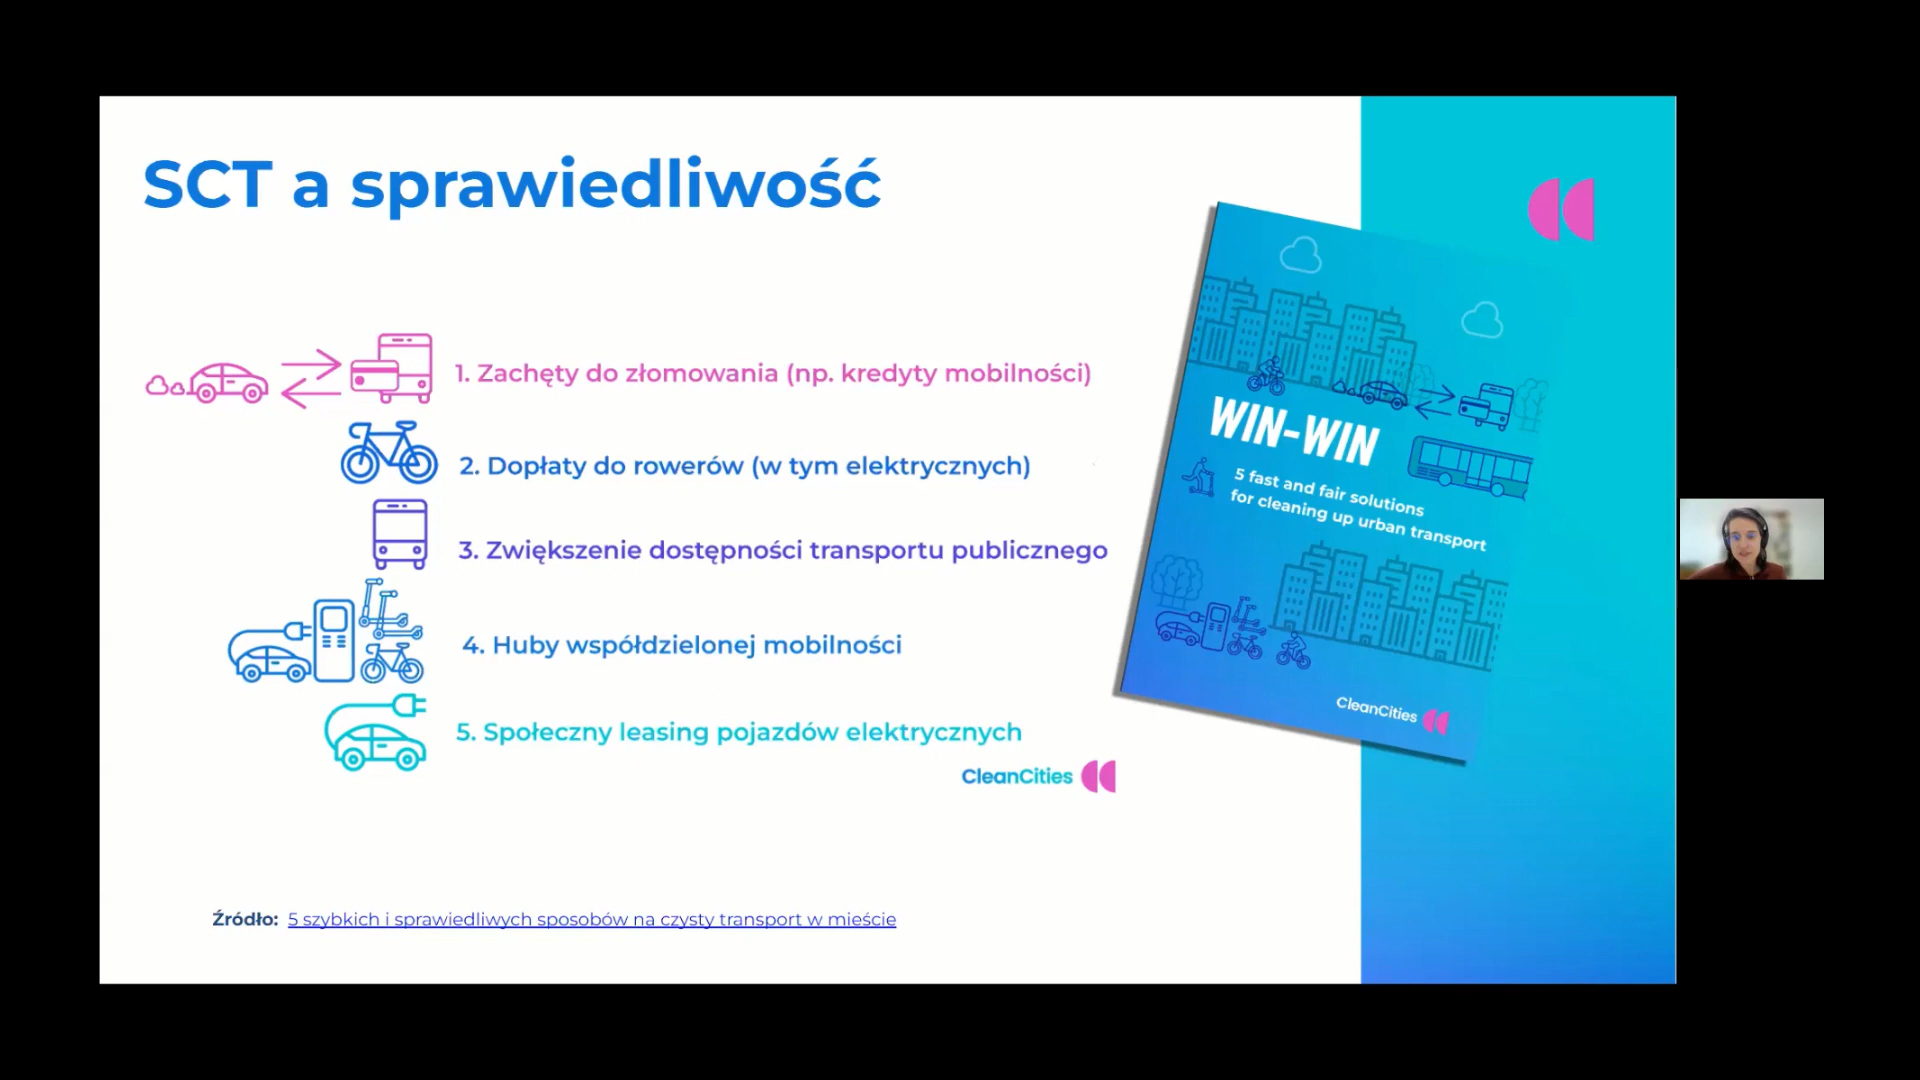 SCT a sprawiedliwość
1. Zachęty do złomowania (np. kredyty mobilności)
2. Dopłaty do rowerów (w tym elektrycznych)
3. Zwiększenie dostępności transportu publicznego
4. Huby współdzielonej mobilności
5. Społeczny leasing pojazdów elektrycznych
CleanCities
Źródło: 5 szybkich i sprawiedliwych sposobów na czysty transport w mieście
WIN-WIN
5 fast and fair solutions
for cleaning up urban transport
CleanCities